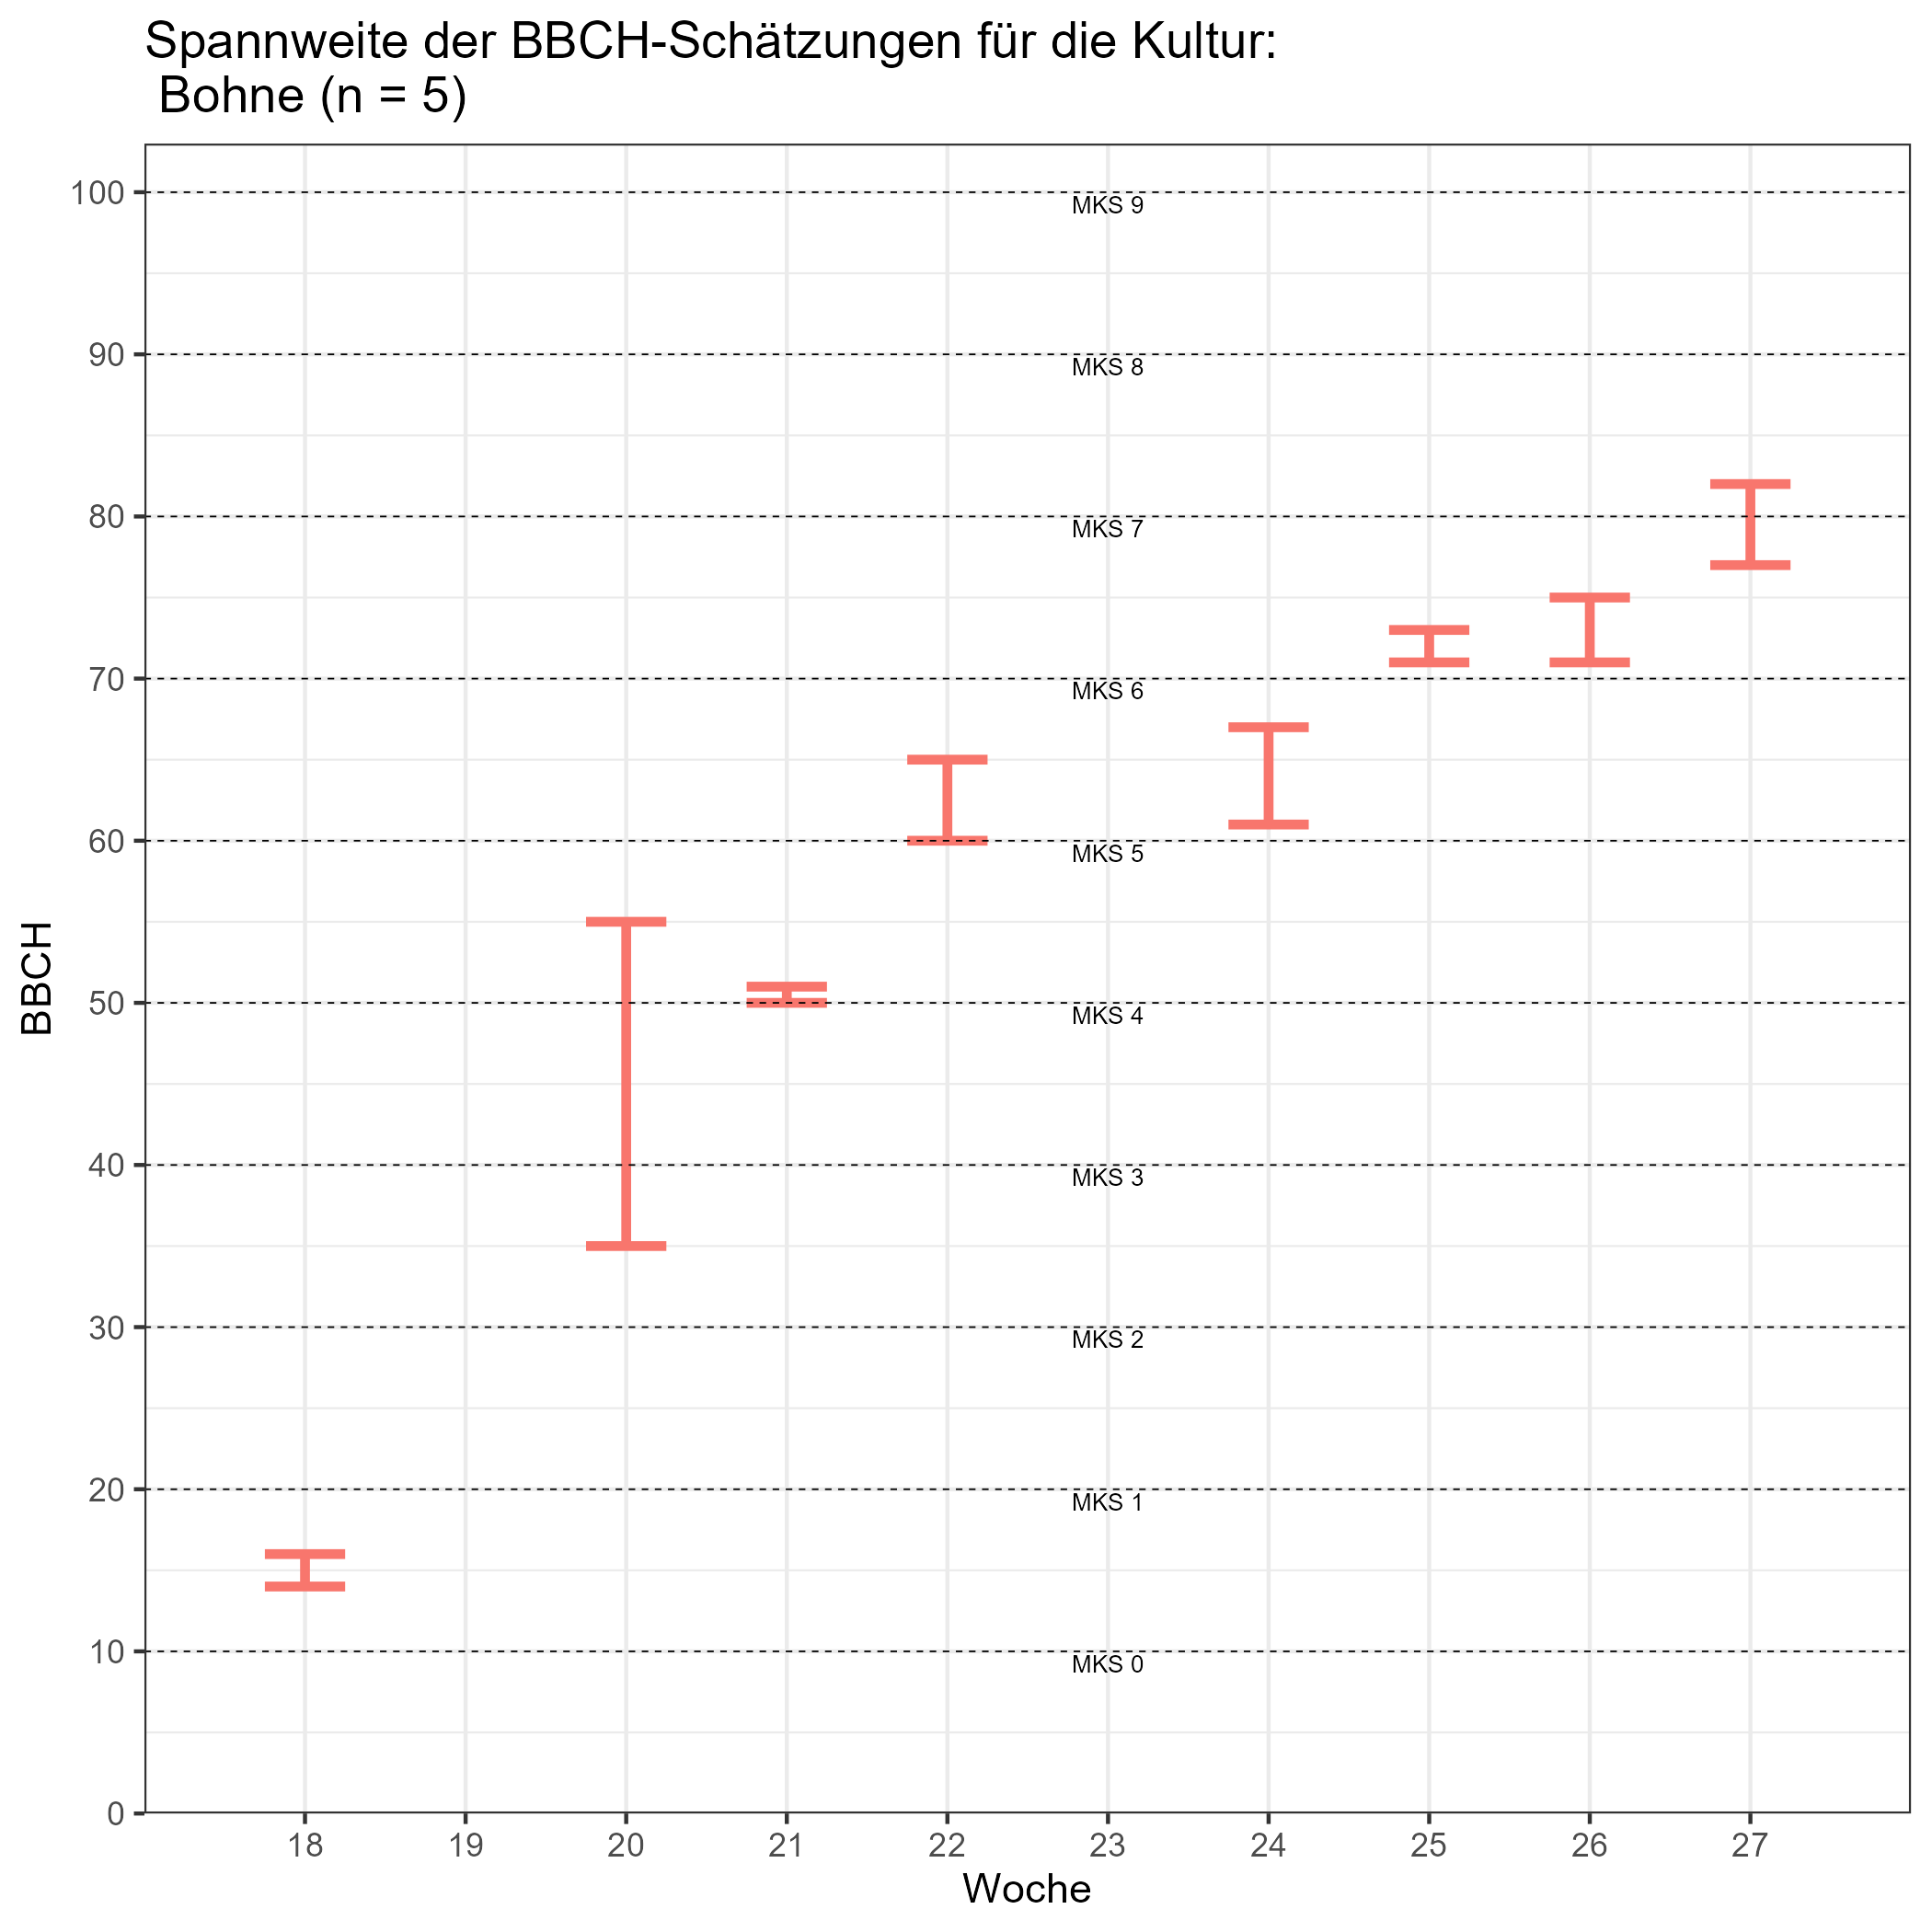 Spannweite der BBCH-Schätzungen für die Kultur:
Bohne (n = 5)
100
MKS 9
90
MKS 8
80
MKS 7
70
MKS 6
60
MKS 5
BBCH
50
MKS 4
40
MKS 3
30
MKS 2
20
MKS 1
10
MKS 0
0
18 19 20 21 22 23 24 25 26 27
Woche